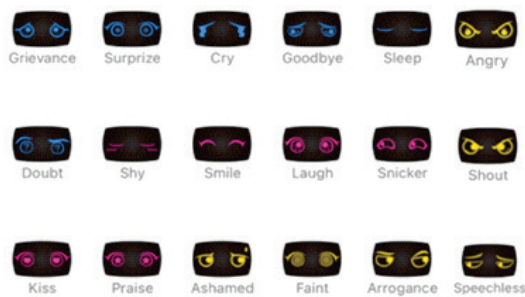 Grievance Surprize Cry Goodbye Sleep Angry
Doubt Shy Smile Laugh Snicker Shout
Kiss Praise Ashamed Faint Arrogance Speechless